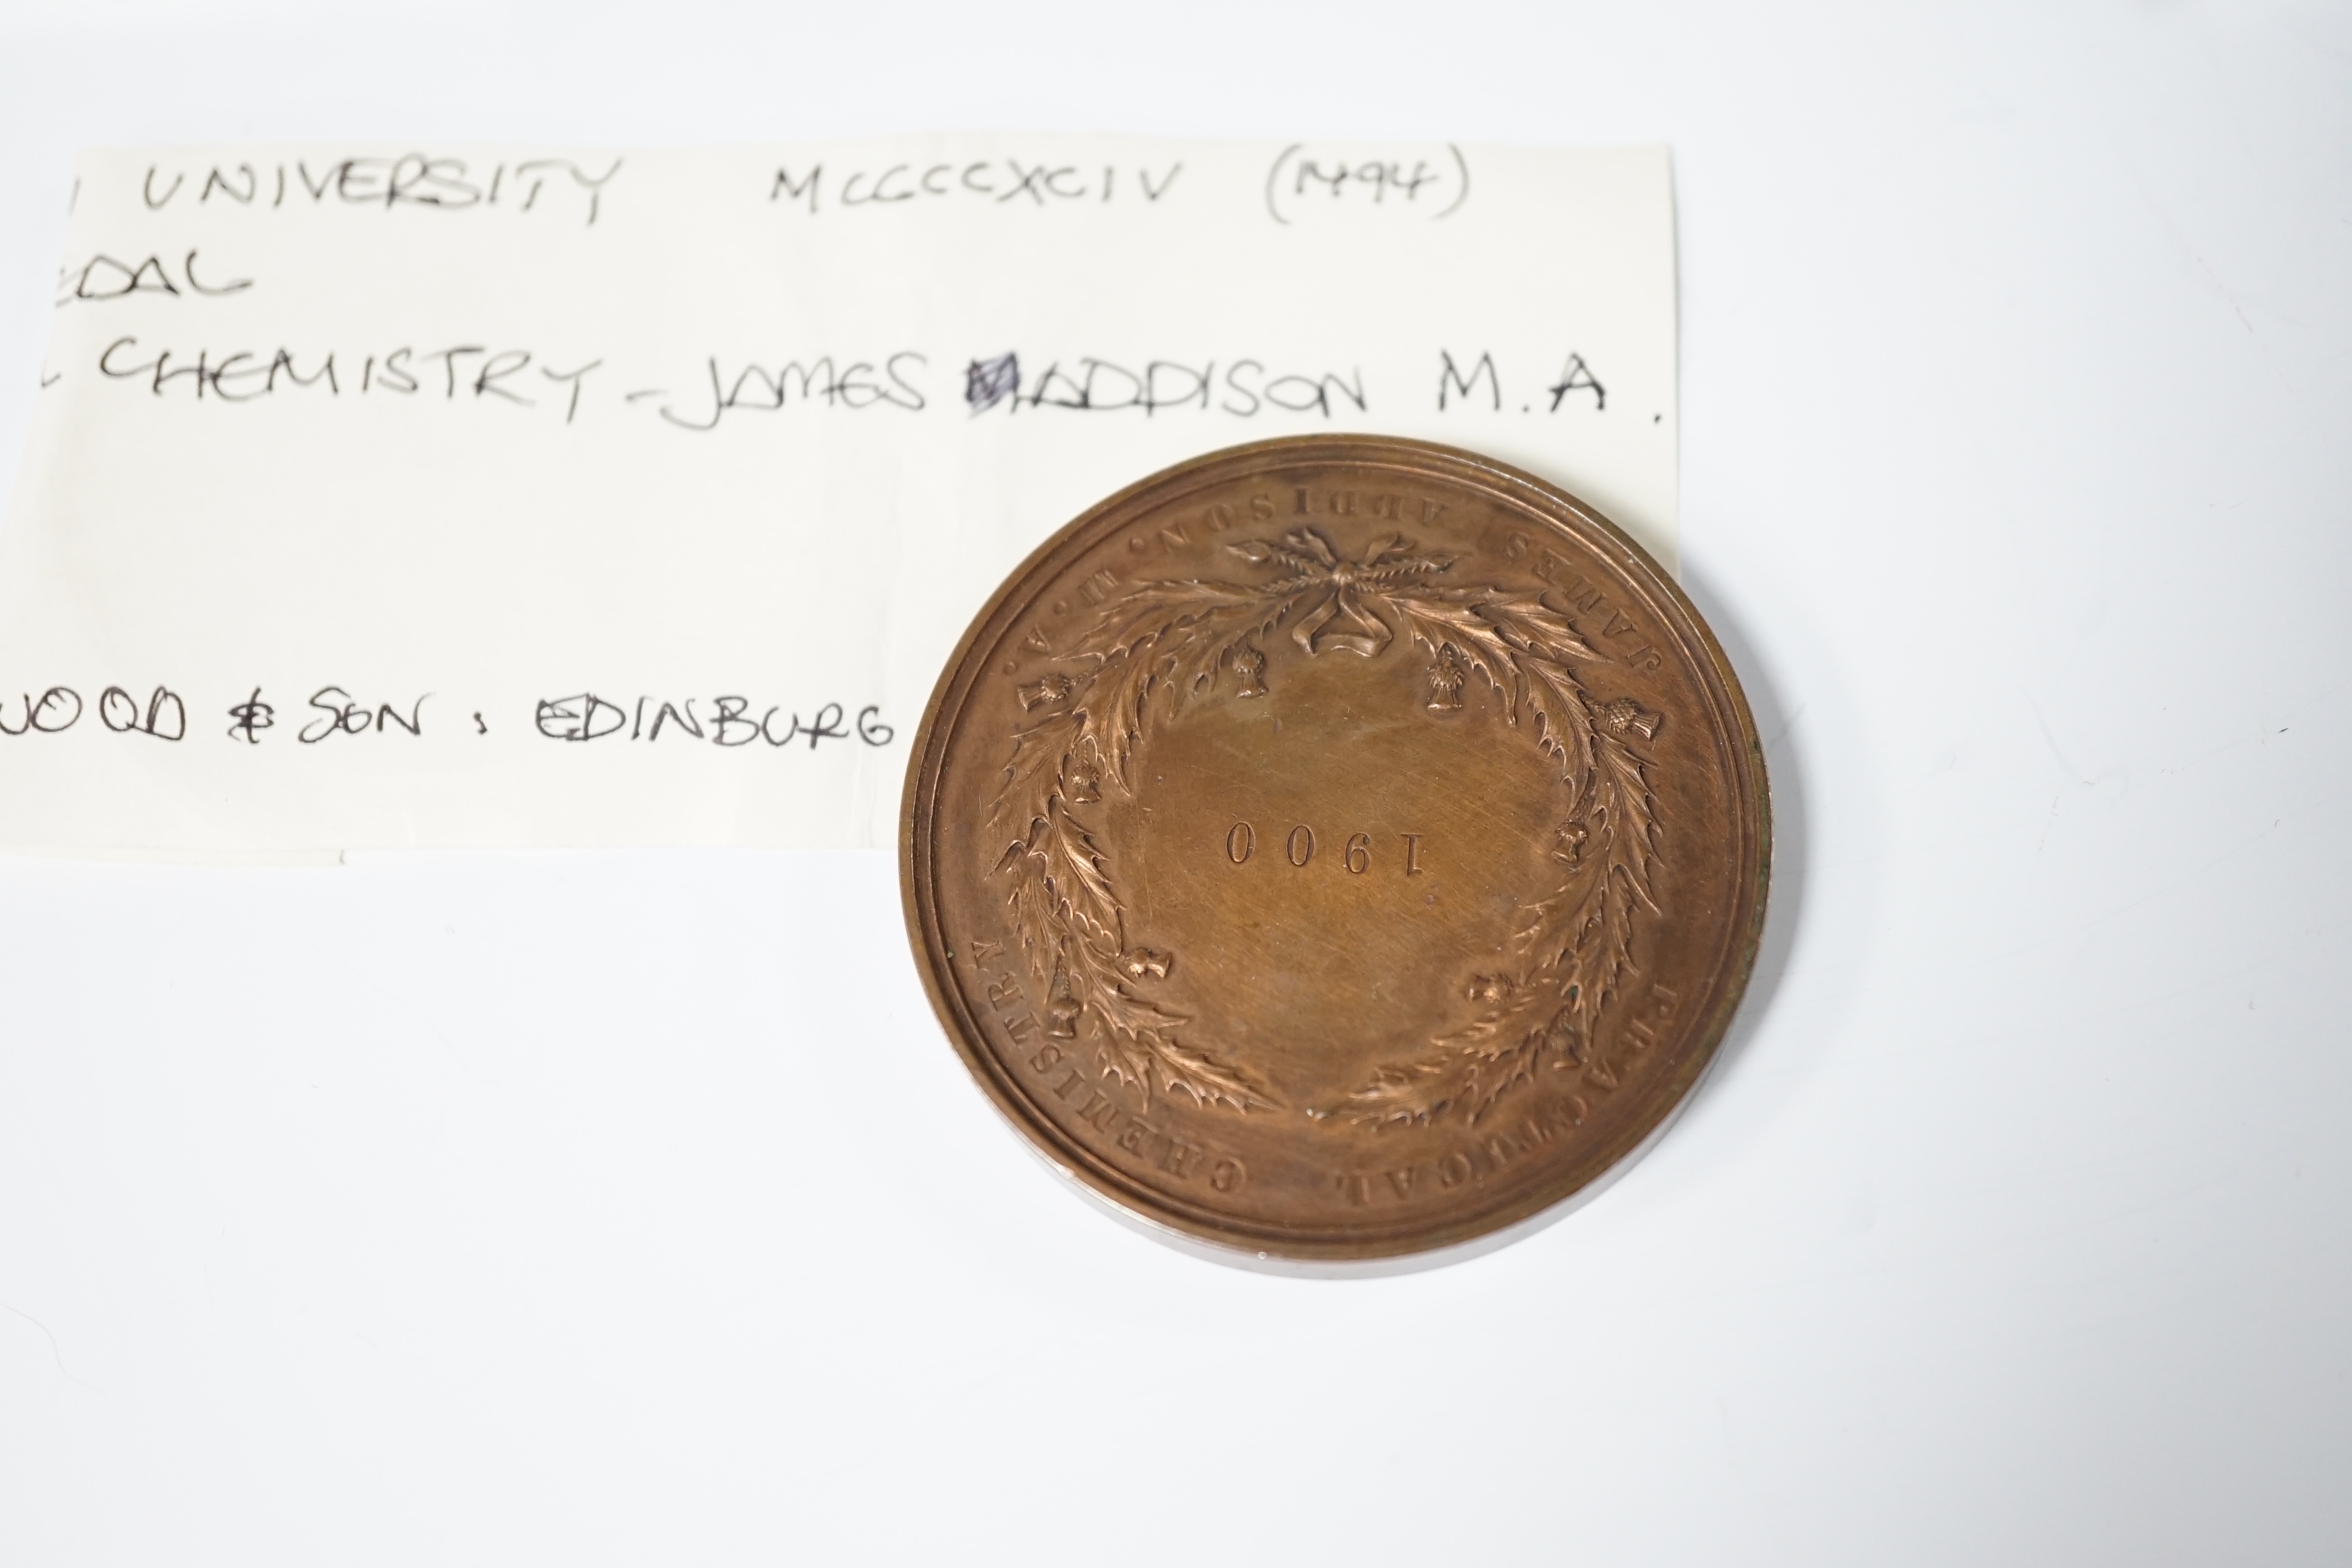 UNIVERSITY MCCCCXCIV (1494)
EDAL
CHEMISTRY - JAMES ADDISON M.A.
WOOD & SON : EDINBURG
JAMES ADDISON. M.A.
1900
PRACTICAL CHEMISTRY